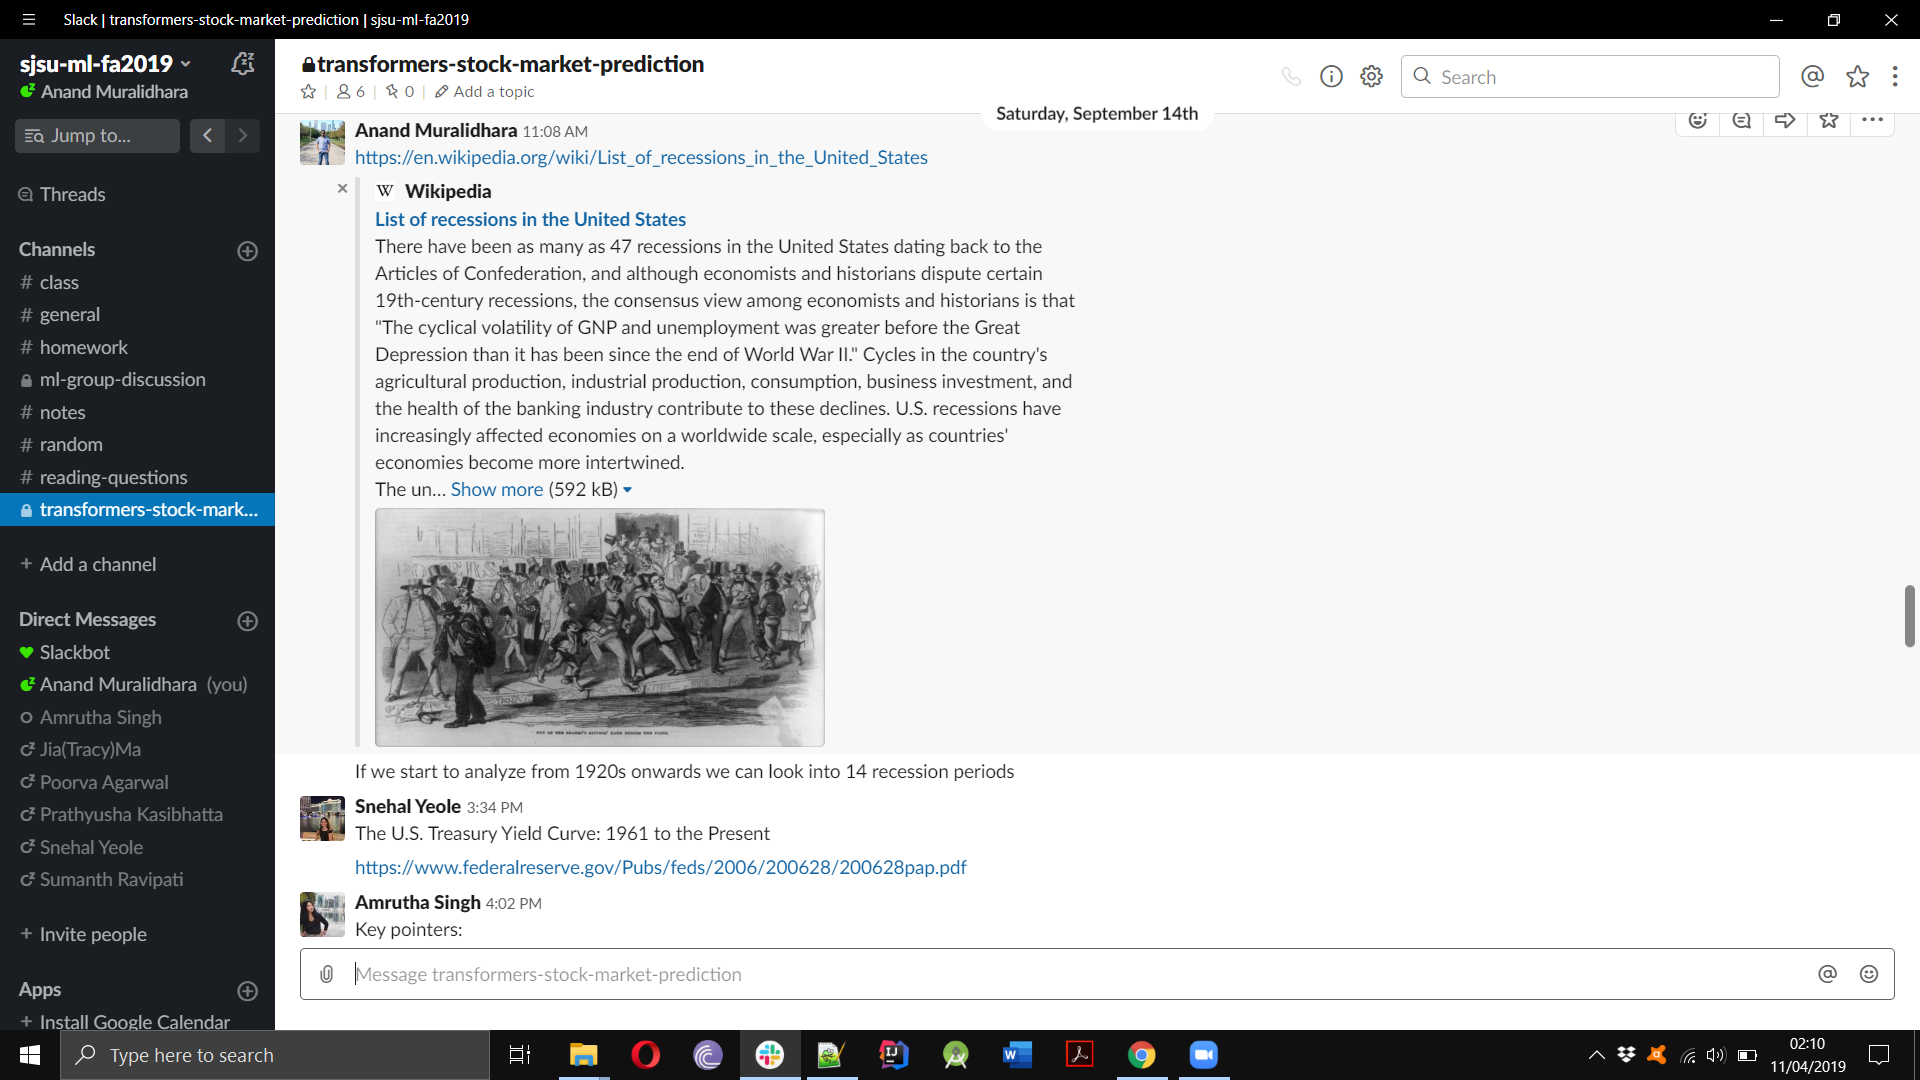 Slack | transformers-stock-market-prediction | sjsu-ml-fa2019
sjsu-ml-fa2019
Anand Muralidhara
Jump to...
Threads
Channels
# class
# general
# homework
ml-group-discussion
# notes
# random
# reading-questions
transformers-stock-mark...
+ Add a channel
Direct Messages
Slackbot
Anand Muralidhara (you)
Amrutha Singh
Jia(Tracy)Ma
Poorva Agarwal
Prathyusha Kasibhatta
Snehal Yeole
Sumanth Ravipati
+ Invite people
Apps
+ Install Google Calendar
transformers-stock-market-prediction
6 | 0 | Add a topic
Search
Saturday, September 14th
Anand Muralidhara 11:08 AM
https://en.wikipedia.org/wiki/List_of_recessions_in_the_United_States
W Wikipedia
List of recessions in the United States
There have been as many as 47 recessions in the United States dating back to the
Articles of Confederation, and although economists and historians dispute certain
19th-century recessions, the consensus view among economists and historians is that
"The cyclical volatility of GNP and unemployment was greater before the Great
Depression than it has been since the end of World War II." Cycles in the country's
agricultural production, industrial production, consumption, business investment, and
the health of the banking industry contribute to these declines. U.S. recessions have
increasingly affected economies on a worldwide scale, especially as countries'
economies become more intertwined.
The un... Show more (592 kB)
If we start to analyze from 1920s onwards we can look into 14 recession periods
Snehal Yeole 3:34 PM
The U.S. Treasury Yield Curve: 1961 to the Present
https://www.federalreserve.gov/Pubs/feds/2006/200628/200628pap.pdf
Amrutha Singh 4:02 PM
Key pointers:
Message transformers-stock-market-prediction
Type here to search
02:10
11/04/2019